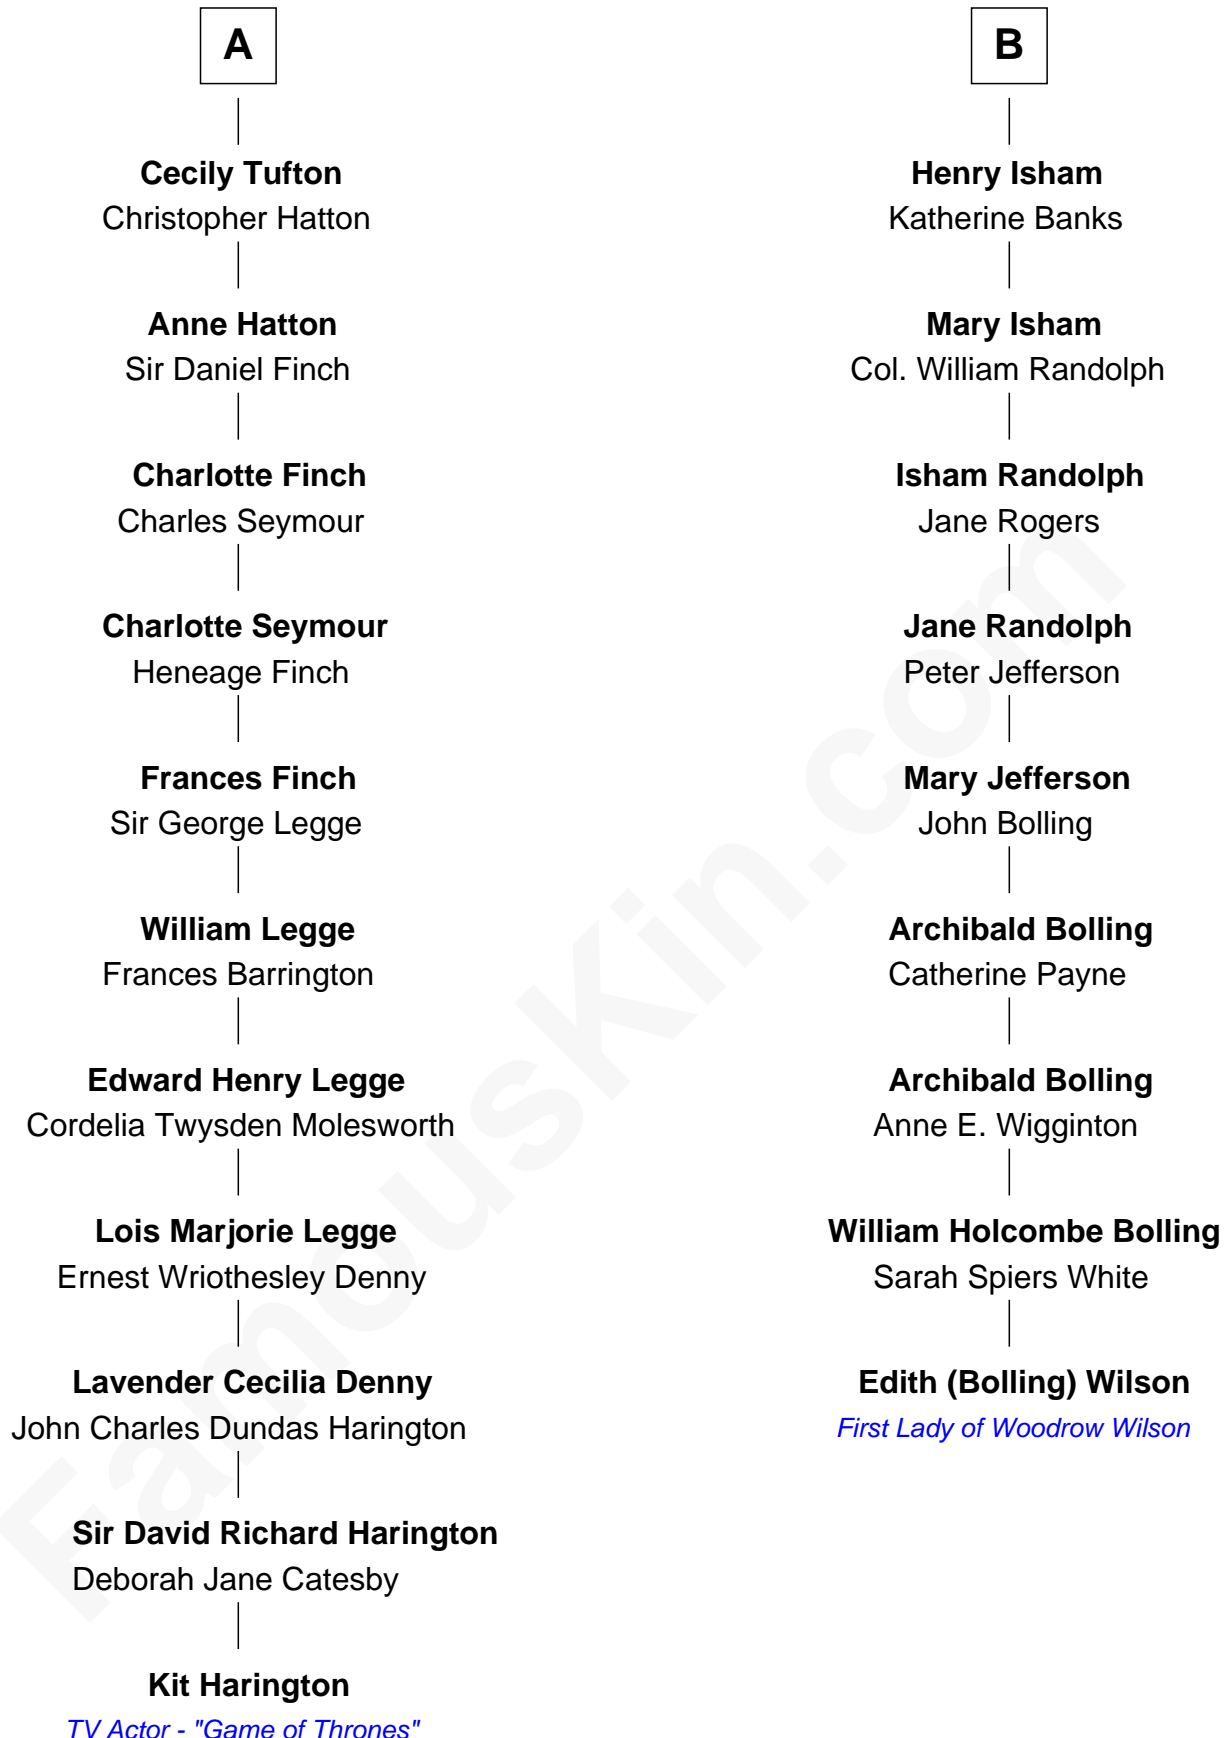 A
Cecily Tufton
Christopher Hatton
Anne Hatton
Sir Daniel Finch
Charlotte Finch
Charles Seymour
Charlotte Seymour
Heneage Finch
Frances Finch
Sir George Legge
William Legge
Frances Barrington
Edward Henry Legge
Cordelia Twysden Molesworth
Lois Marjorie Legge
Ernest Wriothesley Denny
Lavender Cecilia Denny
John Charles Dundas Harington
Sir David Richard Harington
Deborah Jane Catesby
Kit Harington
TV Actor - "Game of Thrones"
B
Henry Isham
Katherine Banks
Mary Isham
Col. William Randolph
Isham Randolph
Jane Rogers
Jane Randolph
Peter Jefferson
Mary Jefferson
John Bolling
Archibald Bolling
Catherine Payne
Archibald Bolling
Anne E. Wigginton
William Holcombe Bolling
Sarah Spiers White
Edith (Bolling) Wilson
First Lady of Woodrow Wilson
FamousKin.com